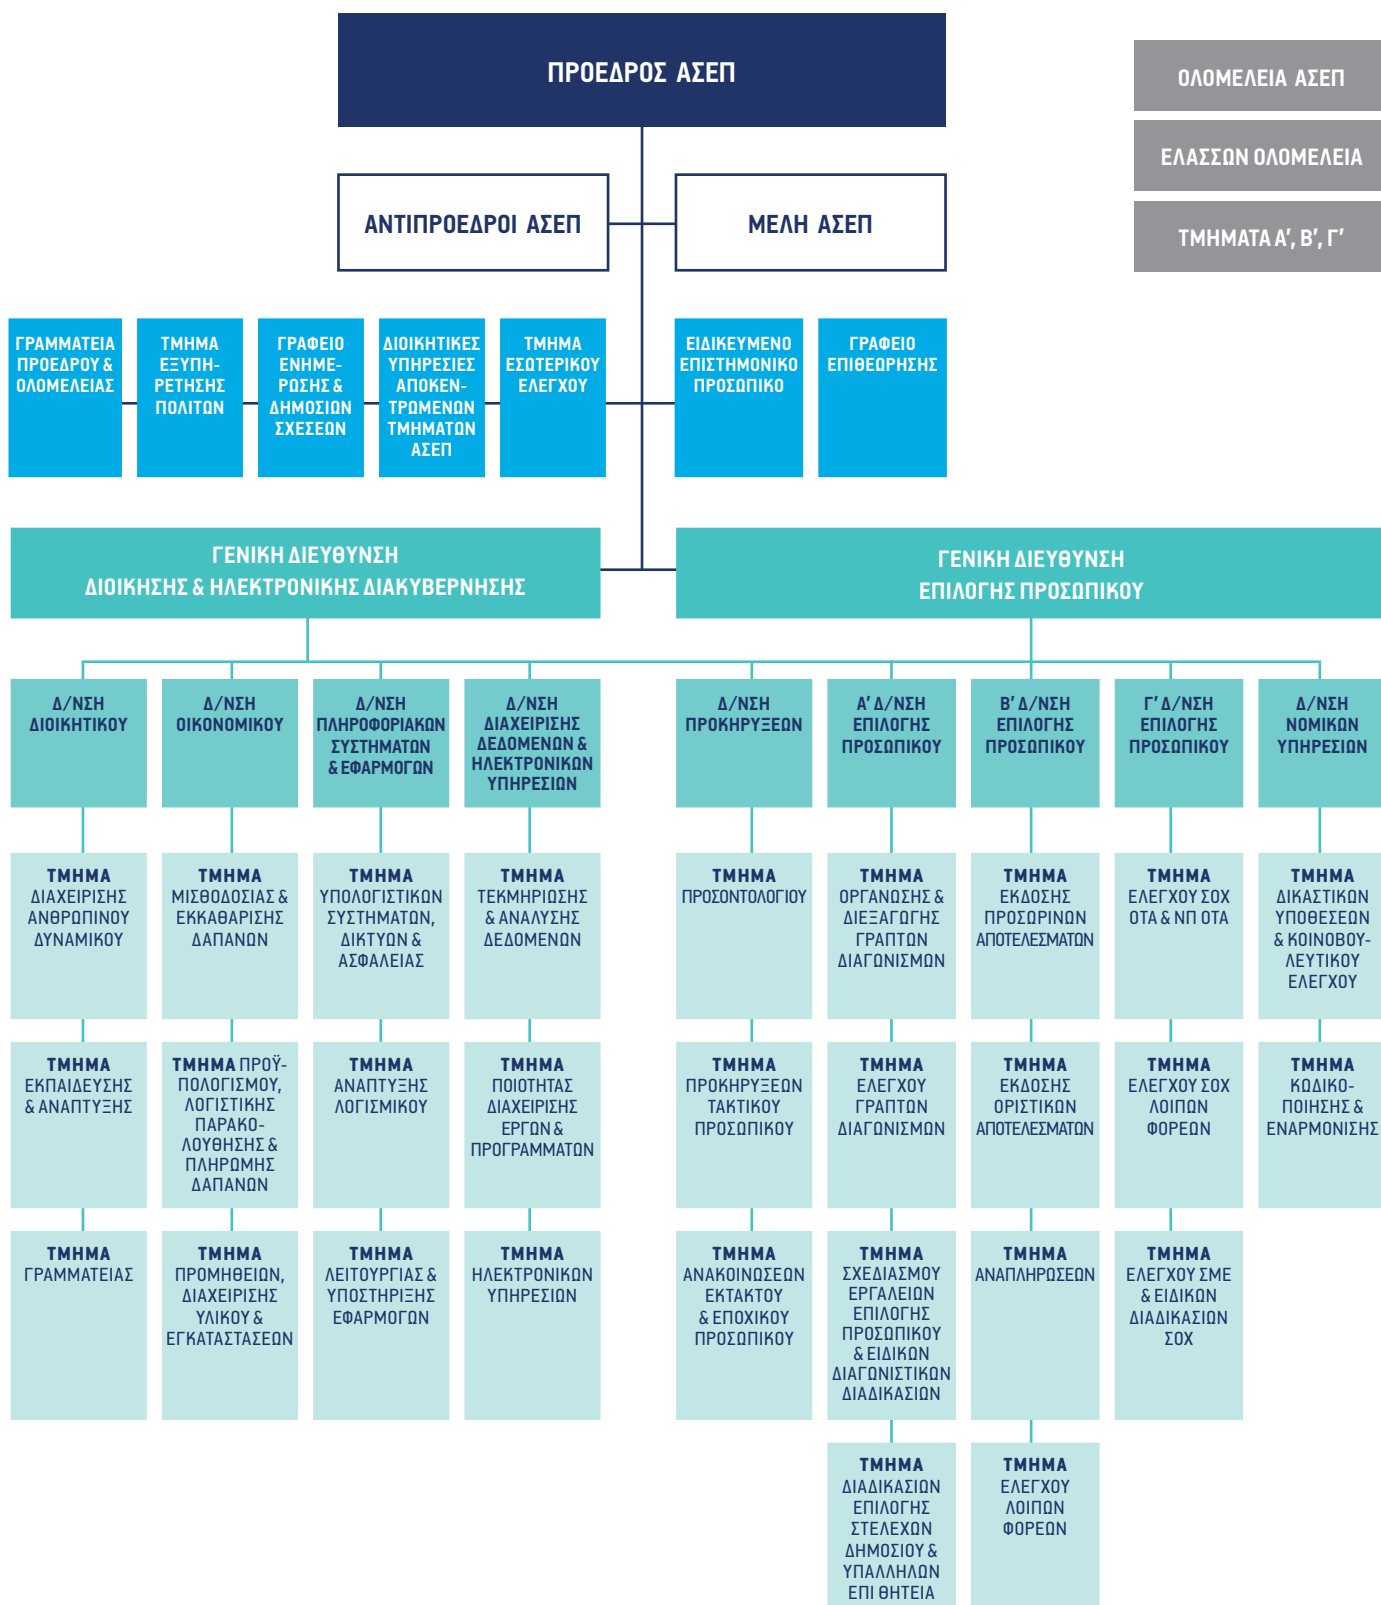 ΠΡΟΕΔΡΟΣ ΑΣΕΠ
ΟΛΟΜΕΛΕΙΑ ΑΣΕΠ
ΕΛΑΣΣΩΝ ΟΛΟΜΕΛΕΙΑ
ΤΜΗΜΑΤΑ Α', Β', Γ'
ΑΝΤΙΠΡΟΕΔΡΟΙ ΑΣΕΠ
ΜΕΛΗ ΑΣΕΠ
ΓΡΑΜΜΑΤΕΙΑ
ΠΡΟΕΔΡΟΥ &
ΟΛΟΜΕΛΕΙΑΣ
ΤΜΗΜΑ
ΕΞΥΠΗ-
ΡΕΤΗΣΗΣ
ΠΟΛΙΤΩΝ
ΓΡΑΦΕΙΟ
ΕΝΗΜΕ-
ΡΩΣΗΣ &
ΔΗΜΟΣΙΩΝ
ΣΧΕΣΕΩΝ
ΔΙΟΙΚΗΤΙΚΕΣ
ΥΠΗΡΕΣΙΕΣ
ΑΠΟΚΕΝ-
ΤΡΩΜΕΝΩΝ
ΤΜΗΜΑΤΩΝ
ΑΣΕΠ
ΤΜΗΜΑ
ΕΣΩΤΕΡΙΚΟΥ
ΕΛΕΓΧΟΥ
ΕΙΔΙΚΕΥΜΕΝΟ
ΕΠΙΣΤΗΜΟΝΙΚΟ
ΠΡΟΣΩΠΙΚΟ
ΓΡΑΦΕΙΟ
ΕΠΙΘΕΩΡΗΣΗΣ
ΓΕΝΙΚΗ ΔΙΕΥΘΥΝΣΗ
ΔΙΟΙΚΗΣΗΣ & ΗΛΕΚΤΡΟΝΙΚΗΣ ΔΙΑΚΥΒΕΡΝΗΣΗΣ
ΓΕΝΙΚΗ ΔΙΕΥΘΥΝΣΗ
ΕΠΙΛΟΓΗΣ ΠΡΟΣΩΠΙΚΟΥ
Δ/ΝΣΗ
ΔΙΟΙΚΗΤΙΚΟΥ
Δ/ΝΣΗ
ΟΙΚΟΝΟΜΙΚΟΥ
Δ/ΝΣΗ
ΠΛΗΡΟΦΟΡΙΑΚΩΝ
ΣΥΣΤΗΜΑΤΩΝ
& ΕΦΑΡΜΟΓΩΝ
Δ/ΝΣΗ
ΔΙΑΧΕΙΡΙΣΗΣ
ΔΕΔΟΜΕΝΩΝ &
ΗΛΕΚΤΡΟΝΙΚΩΝ
ΥΠΗΡΕΣΙΩΝ
Δ/ΝΣΗ
ΠΡΟΚΗΡΥΞΕΩΝ
Α' Δ/ΝΣΗ
ΕΠΙΛΟΓΗΣ
ΠΡΟΣΩΠΙΚΟΥ
Β' Δ/ΝΣΗ
ΕΠΙΛΟΓΗΣ
ΠΡΟΣΩΠΙΚΟΥ
Γ' Δ/ΝΣΗ
ΕΠΙΛΟΓΗΣ
ΠΡΟΣΩΠΙΚΟΥ
Δ/ΝΣΗ
ΝΟΜΙΚΩΝ
ΥΠΗΡΕΣΙΩΝ
ΤΜΗΜΑ
ΔΙΑΧΕΙΡΙΣΗΣ
ΑΝΘΡΩΠΙΝΟΥ
ΔΥΝΑΜΙΚΟΥ
ΤΜΗΜΑ
ΜΙΣΘΟΔΟΣΙΑΣ &
ΕΚΚΑΘΑΡΙΣΗΣ
ΔΑΠΑΝΩΝ
ΤΜΗΜΑ
ΥΠΟΛΟΓΙΣΤΙΚΩΝ
ΣΥΣΤΗΜΑΤΩΝ,
ΔΙΚΤΥΩΝ &
ΑΣΦΑΛΕΙΑΣ
ΤΜΗΜΑ
ΤΕΚΜΗΡΙΩΣΗΣ
& ΑΝΑΛΥΣΗΣ
ΔΕΔΟΜΕΝΩΝ
ΤΜΗΜΑ
ΠΡΟΣΟΝΤΟΛΟΓΙΟΥ
ΤΜΗΜΑ
ΟΡΓΑΝΩΣΗΣ &
ΔΙΕΞΑΓΩΓΗΣ
ΓΡΑΠΤΩΝ
ΔΙΑΓΩΝΙΣΜΩΝ
ΤΜΗΜΑ
ΕΚΔΟΣΗΣ
ΠΡΟΣΩΡΙΝΩΝ
ΑΠΟΤΕΛΕΣΜΑΤΩΝ
ΤΜΗΜΑ
ΕΛΕΓΧΟΥ ΣΟΧ
ΟΤΑ & ΝΠ ΟΤΑ
ΤΜΗΜΑ
ΔΙΚΑΣΤΙΚΩΝ
ΥΠΟΘΕΣΕΩΝ
& ΚΟΙΝΟΒΟΥ-
ΛΕΥΤΙΚΟΥ
ΕΛΕΓΧΟΥ
ΤΜΗΜΑ
ΕΚΠΑΙΔΕΥΣΗΣ
& ΑΝΑΠΤΥΞΗΣ
ΤΜΗΜΑ ΠΡΟΫ-
ΠΟΛΟΓΙΣΜΟΥ,
ΛΟΓΙΣΤΙΚΗΣ
ΠΑΡΑΚΟ-
ΛΟΥΘΗΣΗΣ &
ΠΛΗΡΩΜΗΣ
ΔΑΠΑΝΩΝ
ΤΜΗΜΑ
ΑΝΑΠΤΥΞΗΣ
ΛΟΓΙΣΜΙΚΟΥ
ΤΜΗΜΑ
ΠΟΙΟΤΗΤΑΣ
ΔΙΑΧΕΙΡΙΣΗΣ
ΕΡΓΩΝ &
ΠΡΟΓΡΑΜΜΑΤΩΝ
ΤΜΗΜΑ
ΠΡΟΚΗΡΥΞΕΩΝ
ΤΑΚΤΙΚΟΥ
ΠΡΟΣΩΠΙΚΟΥ
ΤΜΗΜΑ
ΕΛΕΓΧΟΥ
ΓΡΑΠΤΩΝ
ΔΙΑΓΩΝΙΣΜΩΝ
ΤΜΗΜΑ
ΕΚΔΟΣΗΣ
ΟΡΙΣΤΙΚΩΝ
ΑΠΟΤΕΛΕΣΜΑΤΩΝ
ΤΜΗΜΑ
ΕΛΕΓΧΟΥ ΣΟΧ
ΛΟΙΠΩΝ
ΦΟΡΕΩΝ
ΤΜΗΜΑ
ΚΩΔΙΚΟ-
ΠΟΙΗΣΗΣ &
ΕΝΑΡΜΟΝΙΣΗΣ
ΤΜΗΜΑ
ΓΡΑΜΜΑΤΕΙΑΣ
ΤΜΗΜΑ
ΠΡΟΜΗΘΕΙΩΝ,
ΔΙΑΧΕΙΡΙΣΗΣ
ΥΛΙΚΟΥ &
ΕΓΚΑΤΑΣΤΑΣΕΩΝ
ΤΜΗΜΑ
ΛΕΙΤΟΥΡΓΙΑΣ &
ΥΠΟΣΤΗΡΙΞΗΣ
ΕΦΑΡΜΟΓΩΝ
ΤΜΗΜΑ
ΗΛΕΚΤΡΟΝΙΚΩΝ
ΥΠΗΡΕΣΙΩΝ
ΤΜΗΜΑ
ΑΝΑΚΟΙΝΩΣΕΩΝ
ΕΚΤΑΚΤΟΥ
& ΕΠΟΧΙΚΟΥ
ΠΡΟΣΩΠΙΚΟΥ
ΤΜΗΜΑ
ΣΧΕΔΙΑΣΜΟΥ
ΕΡΓΑΛΕΙΩΝ
ΕΠΙΛΟΓΗΣ
ΠΡΟΣΩΠΙΚΟΥ
& ΕΙΔΙΚΩΝ
ΔΙΑΓΩΝΙΣΤΙΚΩΝ
ΔΙΑΔΙΚΑΣΙΩΝ
ΤΜΗΜΑ
ΑΝΑΠΛΗΡΩΣΕΩΝ
ΤΜΗΜΑ
ΕΛΕΓΧΟΥ ΣΜΕ
& ΕΙΔΙΚΩΝ
ΔΙΑΔΙΚΑΣΙΩΝ
ΣΟΧ
ΤΜΗΜΑ
ΔΙΑΔΙΚΑΣΙΩΝ
ΕΠΙΛΟΓΗΣ
ΣΤΕΛΕΧΩΝ
ΔΗΜΟΣΙΟΥ &
ΥΠΑΛΛΗΛΩΝ
ΕΠΙ ΘΗΤΕΙΑ
ΤΜΗΜΑ
ΕΛΕΓΧΟΥ
ΛΟΙΠΩΝ
ΦΟΡΕΩΝ